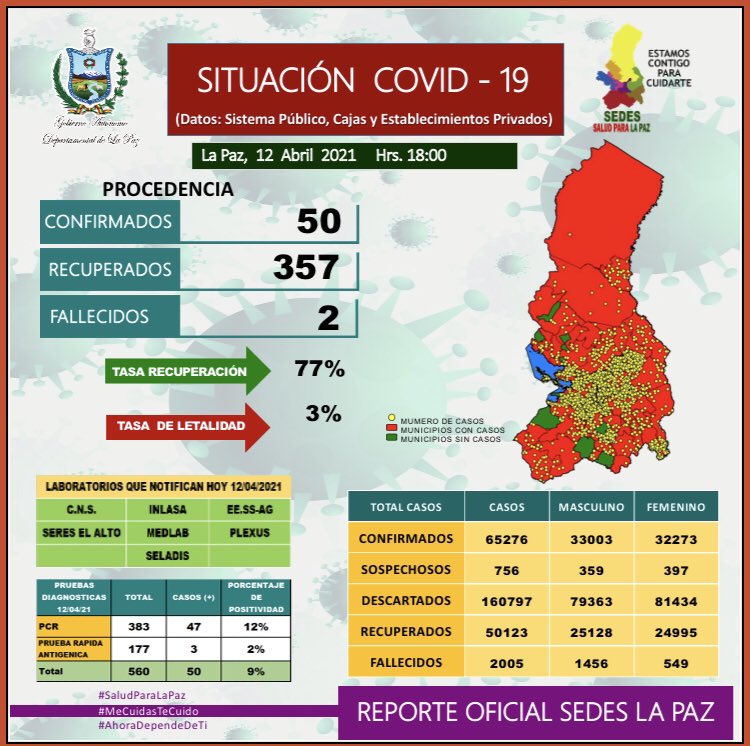 Gobierno Autónomo
Departamental de La Paz
SITUACIÓN COVID - 19
(Datos: Sistema Público, Cajas y Establecimientos Privados)
ESTAMOS
CONTIGO
PARA
CUIDARTE
SEDES
SALUD PARA LA PAZ
La Paz, 12 Abril 2021 Hrs. 18:00
PROCEDENCIA
CONFIRMADOS 50
RECUPERADOS 357
FALLECIDOS 2
TASA RECUPERACIÓN 77%
TASA DE LETALIDAD 3%
MUMERO DE CASOS
MUNICIPIOS CON CASOS
MUNICIPIOS SIN CASOS
LABORATORIOS QUE NOTIFICAN HOY 12/04/2021
C.N.S. INLASA EE.SS-AG
SERES EL ALTO MEDLAB PLEXUS
SELADIS
PRUEBAS DIAGNOSTICAS 12/04/21 TOTAL CASOS (+) PORCENTAJE DE POSITIVIDAD
PCR 383 47 12%
PRUEBA RAPIDA ANTIGENICA 177 3 2%
Total 560 50 9%
TOTAL CASOS CASOS MASCULINO FEMENINO
CONFIRMADOS 65276 33003 32273
SOSPECHOSOS 756 359 397
DESCARTADOS 160797 79363 81434
RECUPERADOS 50123 25128 24995
FALLECIDOS 2005 1456 549
#SaludParaLaPaz
#MeCuidasTeCuido
#AhoraDependeDeTi
REPORTE OFICIAL SEDES LA PAZ